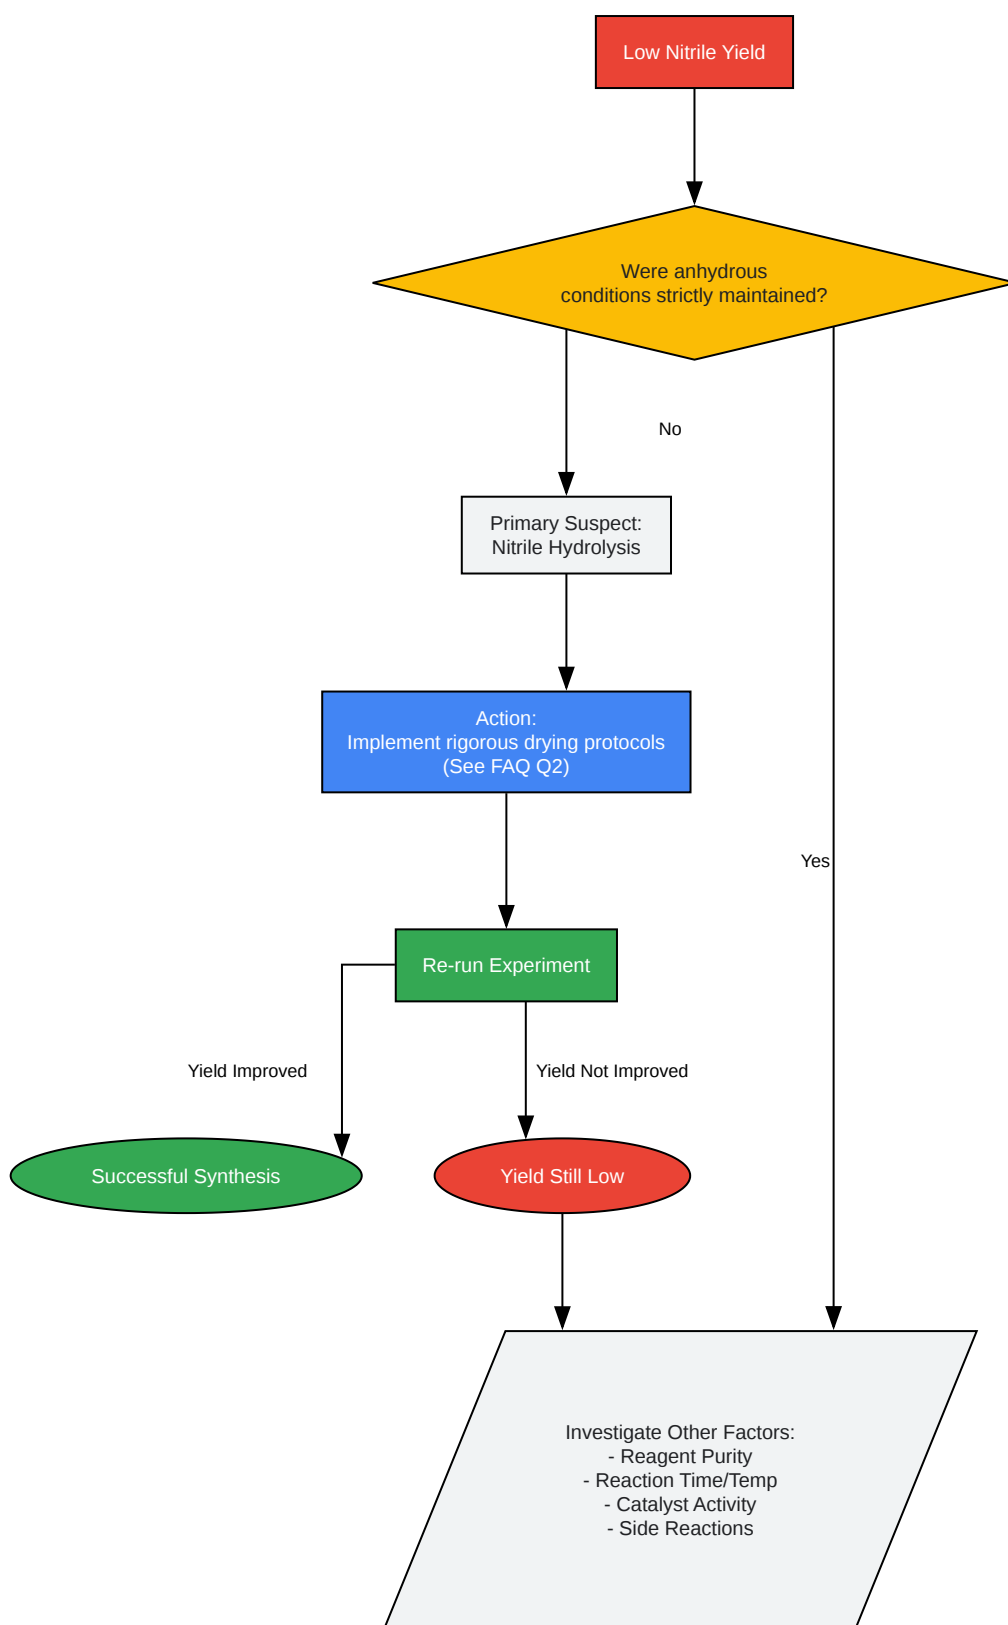 Low Nitrile Yield
Were anhydrous
conditions strictly maintained?
No
Primary Suspect:
Nitrile Hydrolysis
Action:
Implement rigorous drying protocols
(See FAQ Q2)
Yes
Re-run Experiment
Yield Improved
Yield Not Improved
Successful Synthesis
Yield Still Low
Investigate Other Factors:
- Reagent Purity
- Reaction Time/Temp
- Catalyst Activity
- Side Reactions